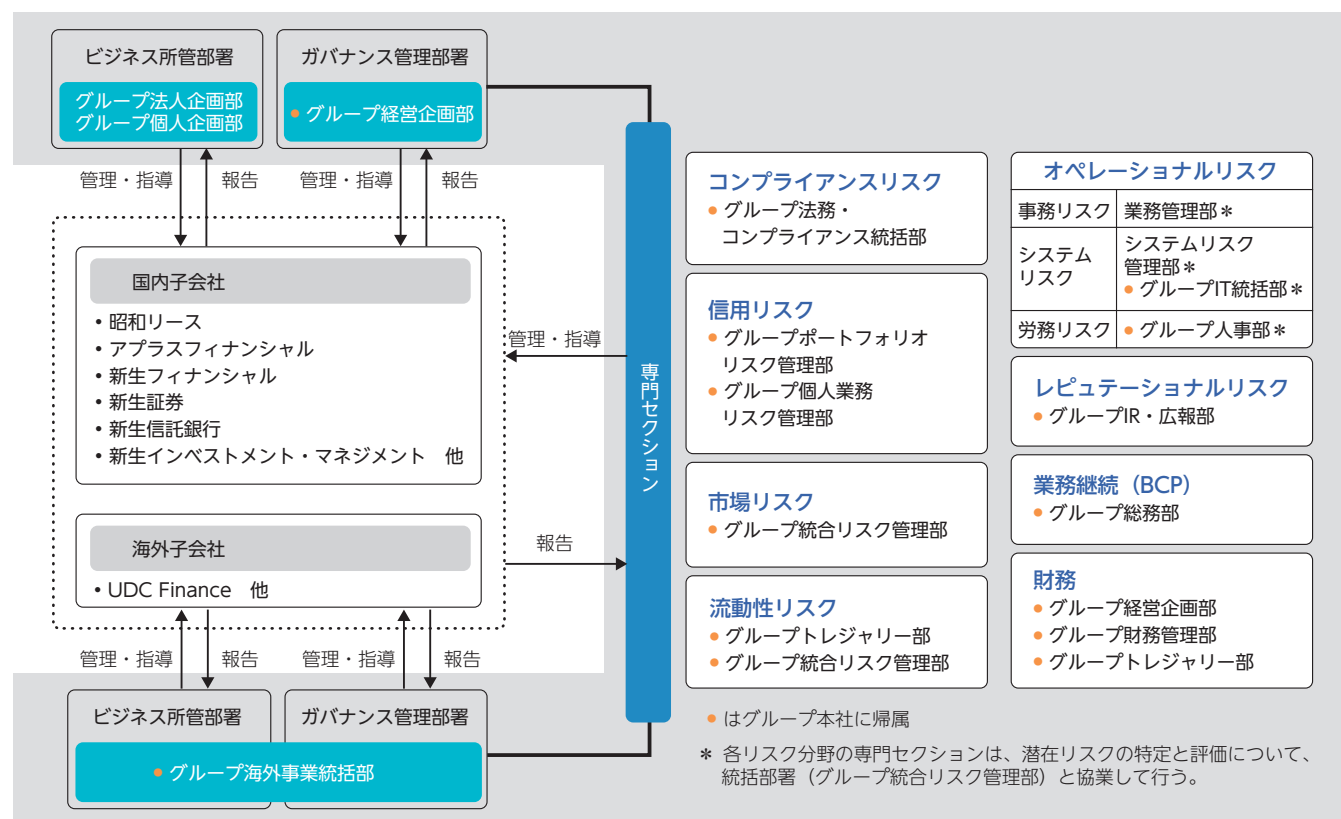 ビジネス所管部署
グループ法人企画部
グループ個人企画部
ガバナンス管理部署
● グループ経営企画部
管理・指導
報告
管理・指導
報告
国内子会社
• 昭和リース
• アプラスフィナンシャル
• 新生フィナンシャル
• 新生証券
• 新生信託銀行
• 新生インベストメント・マネジメント 他
海外子会社
• UDC Finance 他
管理・指導
報告
管理・指導
報告
ビジネス所管部署
ガバナンス管理部署
● グループ海外事業統括部
管理・指導
報告
専門セクション
コンプライアンスリスク
● グループ法務・
コンプライアンス統括部
信用リスク
● グループポートフォリオ
リスク管理部
● グループ個人業務
リスク管理部
市場リスク
● グループ統合リスク管理部
流動性リスク
● グループトレジャリー部
● グループ統合リスク管理部
オペレーショナルリスク
事務リスク 業務管理部＊
システム
リスク
システムリスク
管理部＊
● グループIT統括部＊
労務リスク ● グループ人事部＊
レピュテーショナルリスク
● グループIR・広報部
業務継続（BCP）
● グループ総務部
財務
● グループ経営企画部
● グループ財務管理部
● グループトレジャリー部
● はグループ本社に帰属
＊ 各リスク分野の専門セクションは、潜在リスクの特定と評価について、
統括部署（グループ統合リスク管理部）と協業して行う。